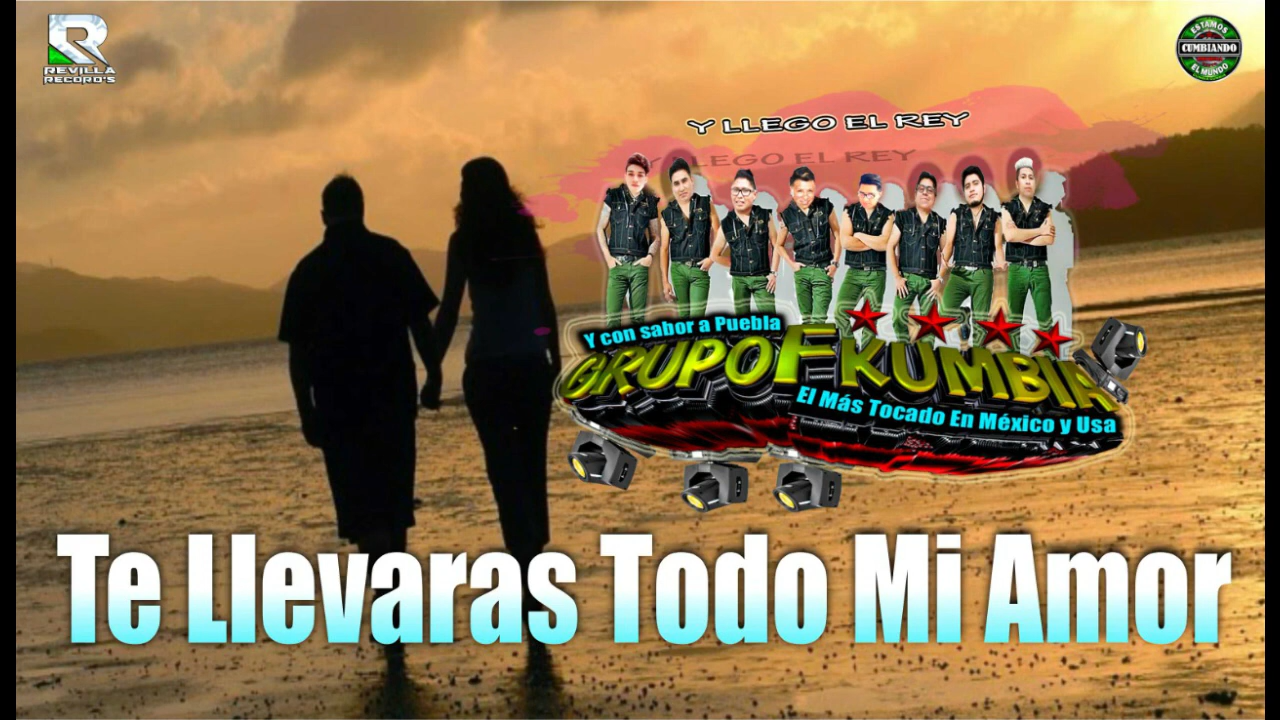 REVILLA
RECORD'S
ESTAMOS
CUMBIANDO
EL MUNDO
Y LLEGO EL REY
Y LLEGO EL REY
Y con sabor a Puebla
GRUPO F KUMBIA
El Más Tocado En México y Usa
Te Llevaras Todo Mi Amor